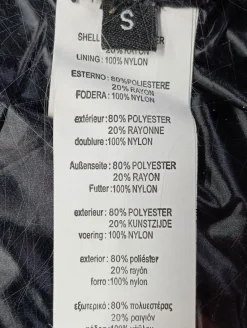 S
SHELL
20% RAYON
LINING: 100% NYLON
ESTERNO: 80% POLIESTERE
20% RAYON
FODERA: 100% NYLON
extérieur: 80% POLYESTER
20% RAYONNE
doublure: 100% NYLON
Außenseite: 80% POLYESTER
20% RAYON
Futter: 100% NYLON
exterieur: 80% POLYESTER
20% KUNSTZIJDE
voering: 100% NYLON
exterior: 80% poliéster
20% rayón
forro: 100% nylon
εξωτερικό: 80% πολυεστέρας
20% ραιγιόν